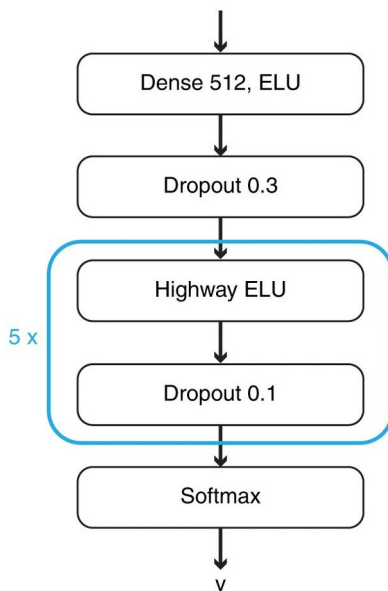 Dense 512, ELU
Dropout 0.3
Highway ELU
5 x
Dropout 0.1
Softmax
y